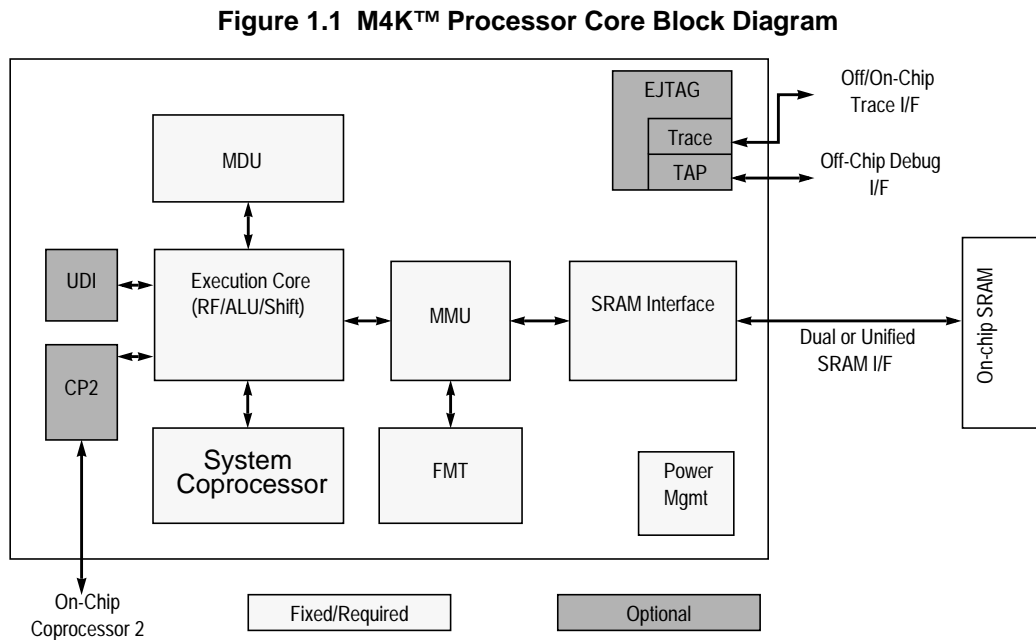 Figure 1.1 M4K™ Processor Core Block Diagram
EJTAG
Trace
TAP
Off/On-Chip
Trace I/F
Off-Chip Debug
I/F
MDU
UDI
Execution Core
(RF/ALU/Shift)
MMU
SRAM Interface
Dual or Unified
SRAM I/F
On-chip SRAM
CP2
System
Coprocessor
FMT
Power
Mgmt
On-Chip
Coprocessor 2
Fixed/Required
Optional